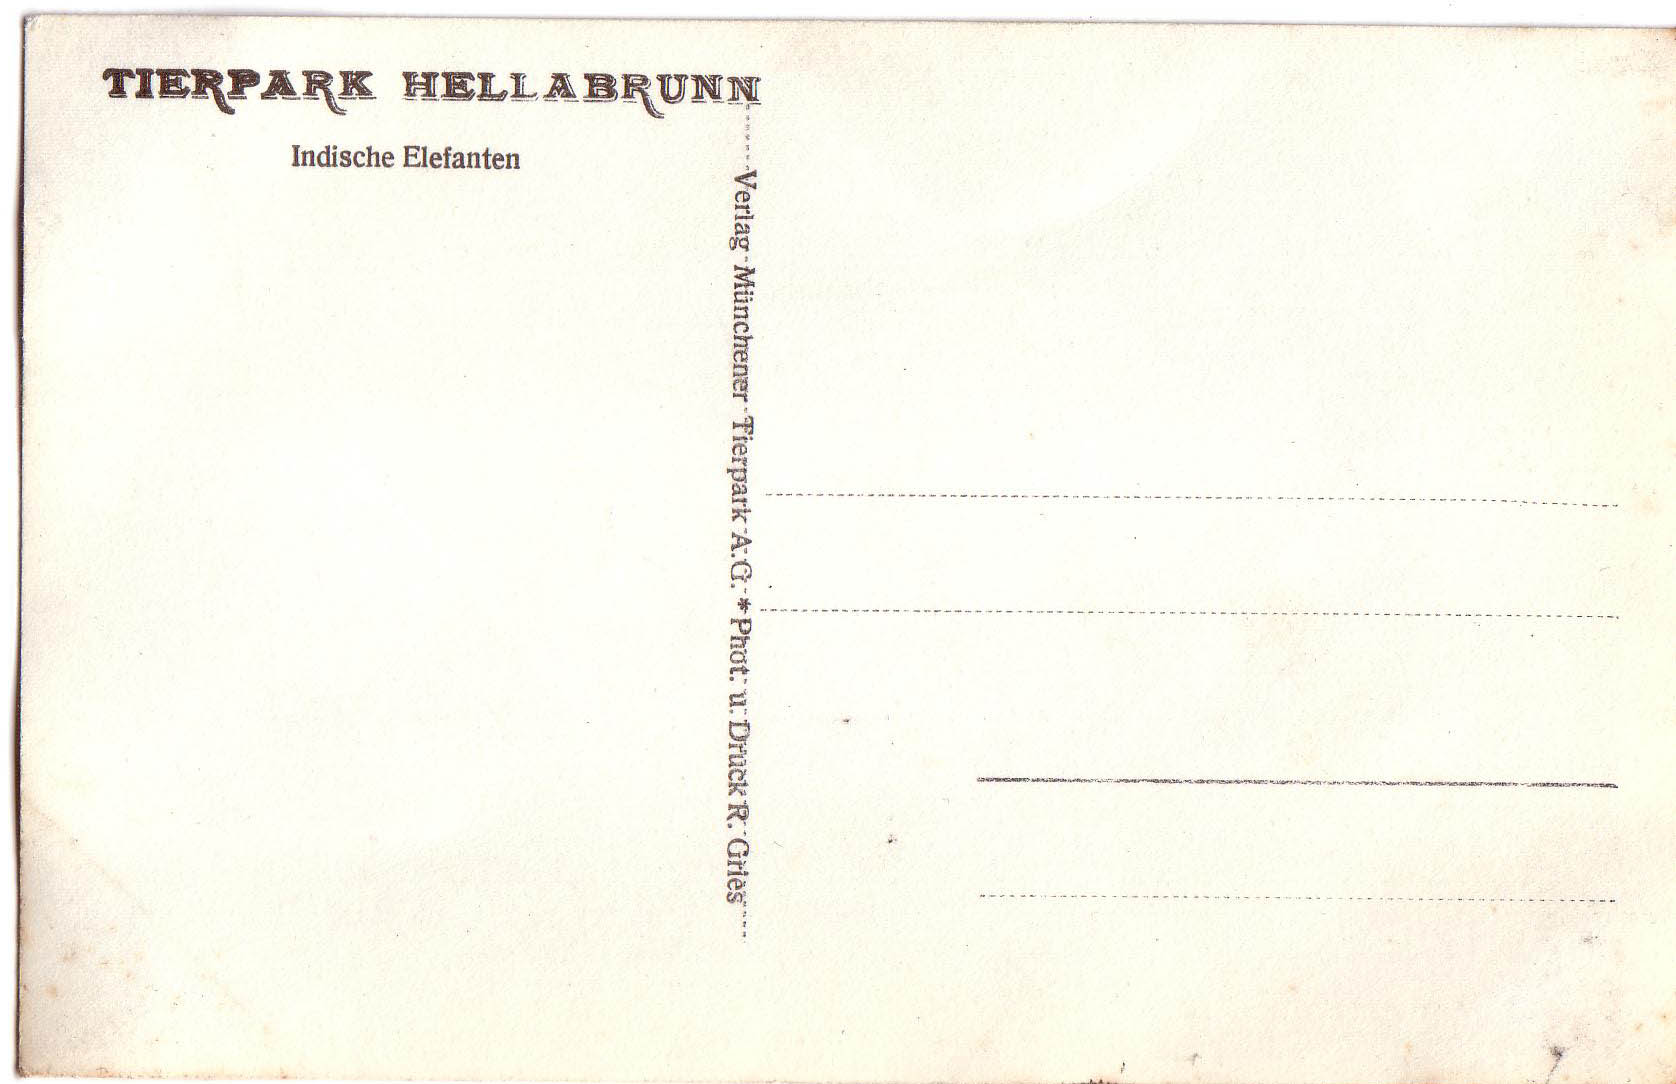 TIERPARK HELLABRUNN
Indische Elefanten
Verlag Münchener Tierpark A.G. * Phot. u. Druck R. Gries